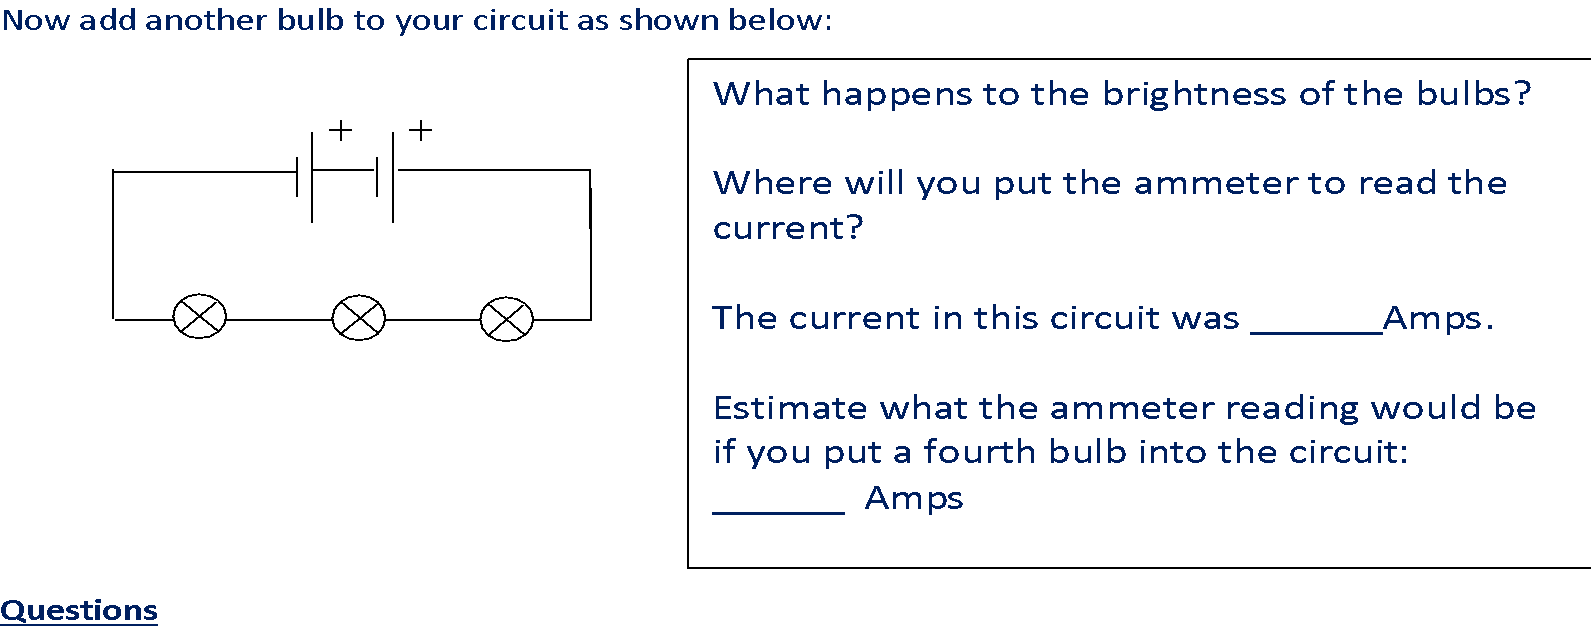 Now add another bulb to your circuit as shown below:
+ +
What happens to the brightness of the bulbs?
Where will you put the ammeter to read the
current?
The current in this circuit was _______Amps.
Estimate what the ammeter reading would be
if you put a fourth bulb into the circuit:
_______ Amps
Questions